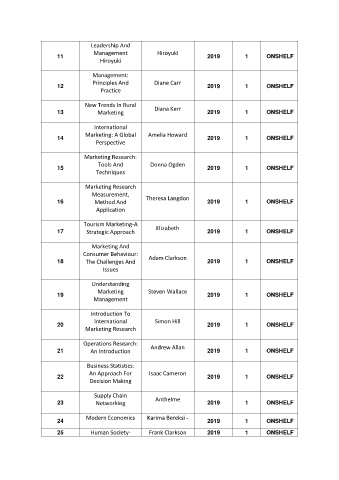 11 Leadership And Management Hiroyuki Hiroyuki 2019 1 ONSHELF
12 Management: Principles And Practice Diane Carr 2019 1 ONSHELF
13 New Trends In Rural Marketing Diana Kerr 2019 1 ONSHELF
14 International Marketing: A Global Perspective Amelia Howard 2019 1 ONSHELF
15 Marketing Research: Tools And Techniques Donna Ogden 2019 1 ONSHELF
16 Marketing Research Measurement, Method And Application Theresa Langdon 2019 1 ONSHELF
17 Tourism Marketing-A Strategic Approach Elizabeth 2019 1 ONSHELF
18 Marketing And Consumer Behaviour: The Challenges And Issues Adam Clarkson 2019 1 ONSHELF
19 Understanding Marketing Management Steven Wallace 2019 1 ONSHELF
20 Introduction To International Marketing Research Simon Hill 2019 1 ONSHELF
21 Operations Research: An Introduction Andrew Allan 2019 1 ONSHELF
22 Business Statistics: An Approach For Decision Making Isaac Cameron 2019 1 ONSHELF
23 Supply Chain Networking Anthelme 2019 1 ONSHELF
24 Modern Economics Karima Bereksi - 2019 1 ONSHELF
25 Human Society- Frank Clarkson 2019 1 ONSHELF